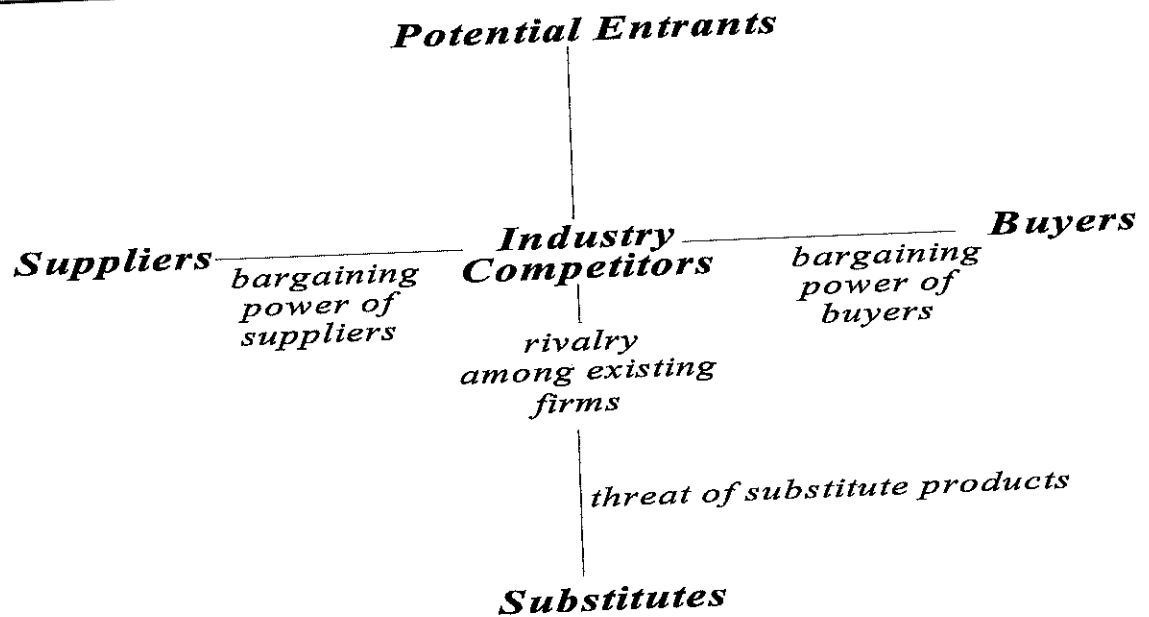 Potential Entrants
Suppliers
bargaining
power of
suppliers
Industry
Competitors
rivalry
among existing
firms
Buyers
bargaining
power of
buyers
threat of substitute products
Substitutes